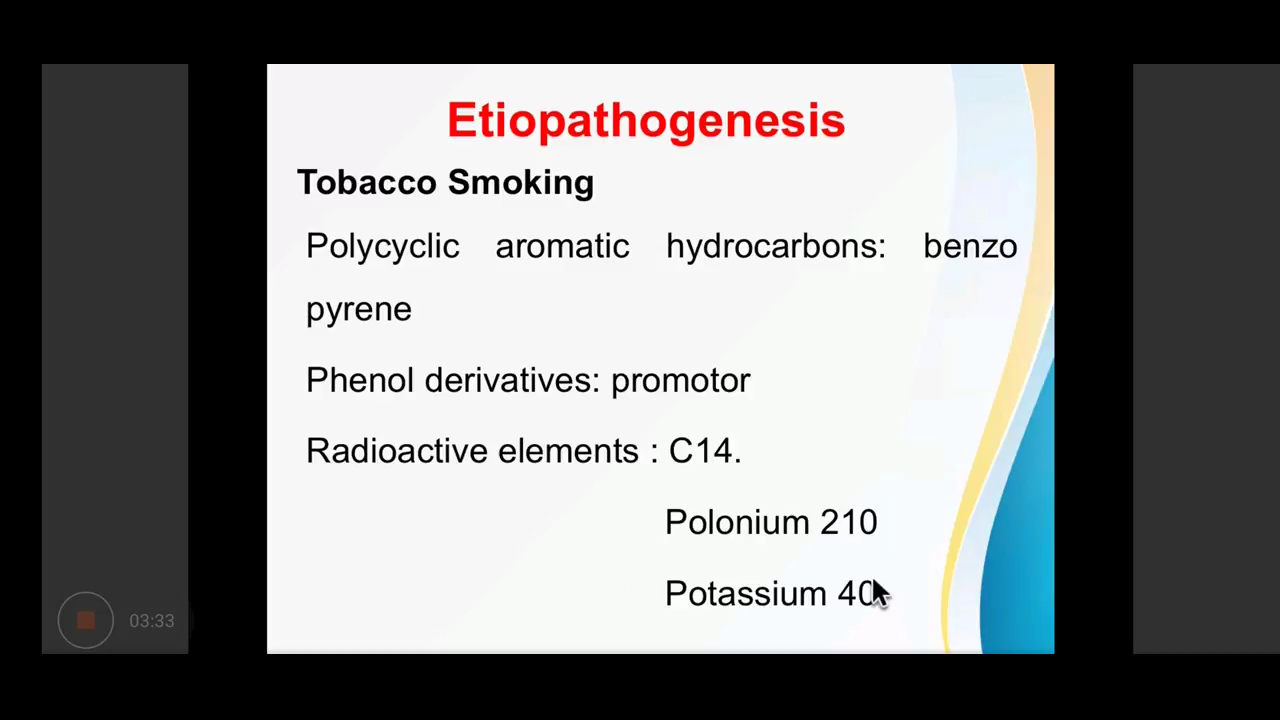 Etiopathogenesis
Tobacco Smoking
Polycyclic aromatic hydrocarbons: benzo
pyrene
Phenol derivatives: promotor
Radioactive elements : C14.
Polonium 210
Potassium 40
03:33